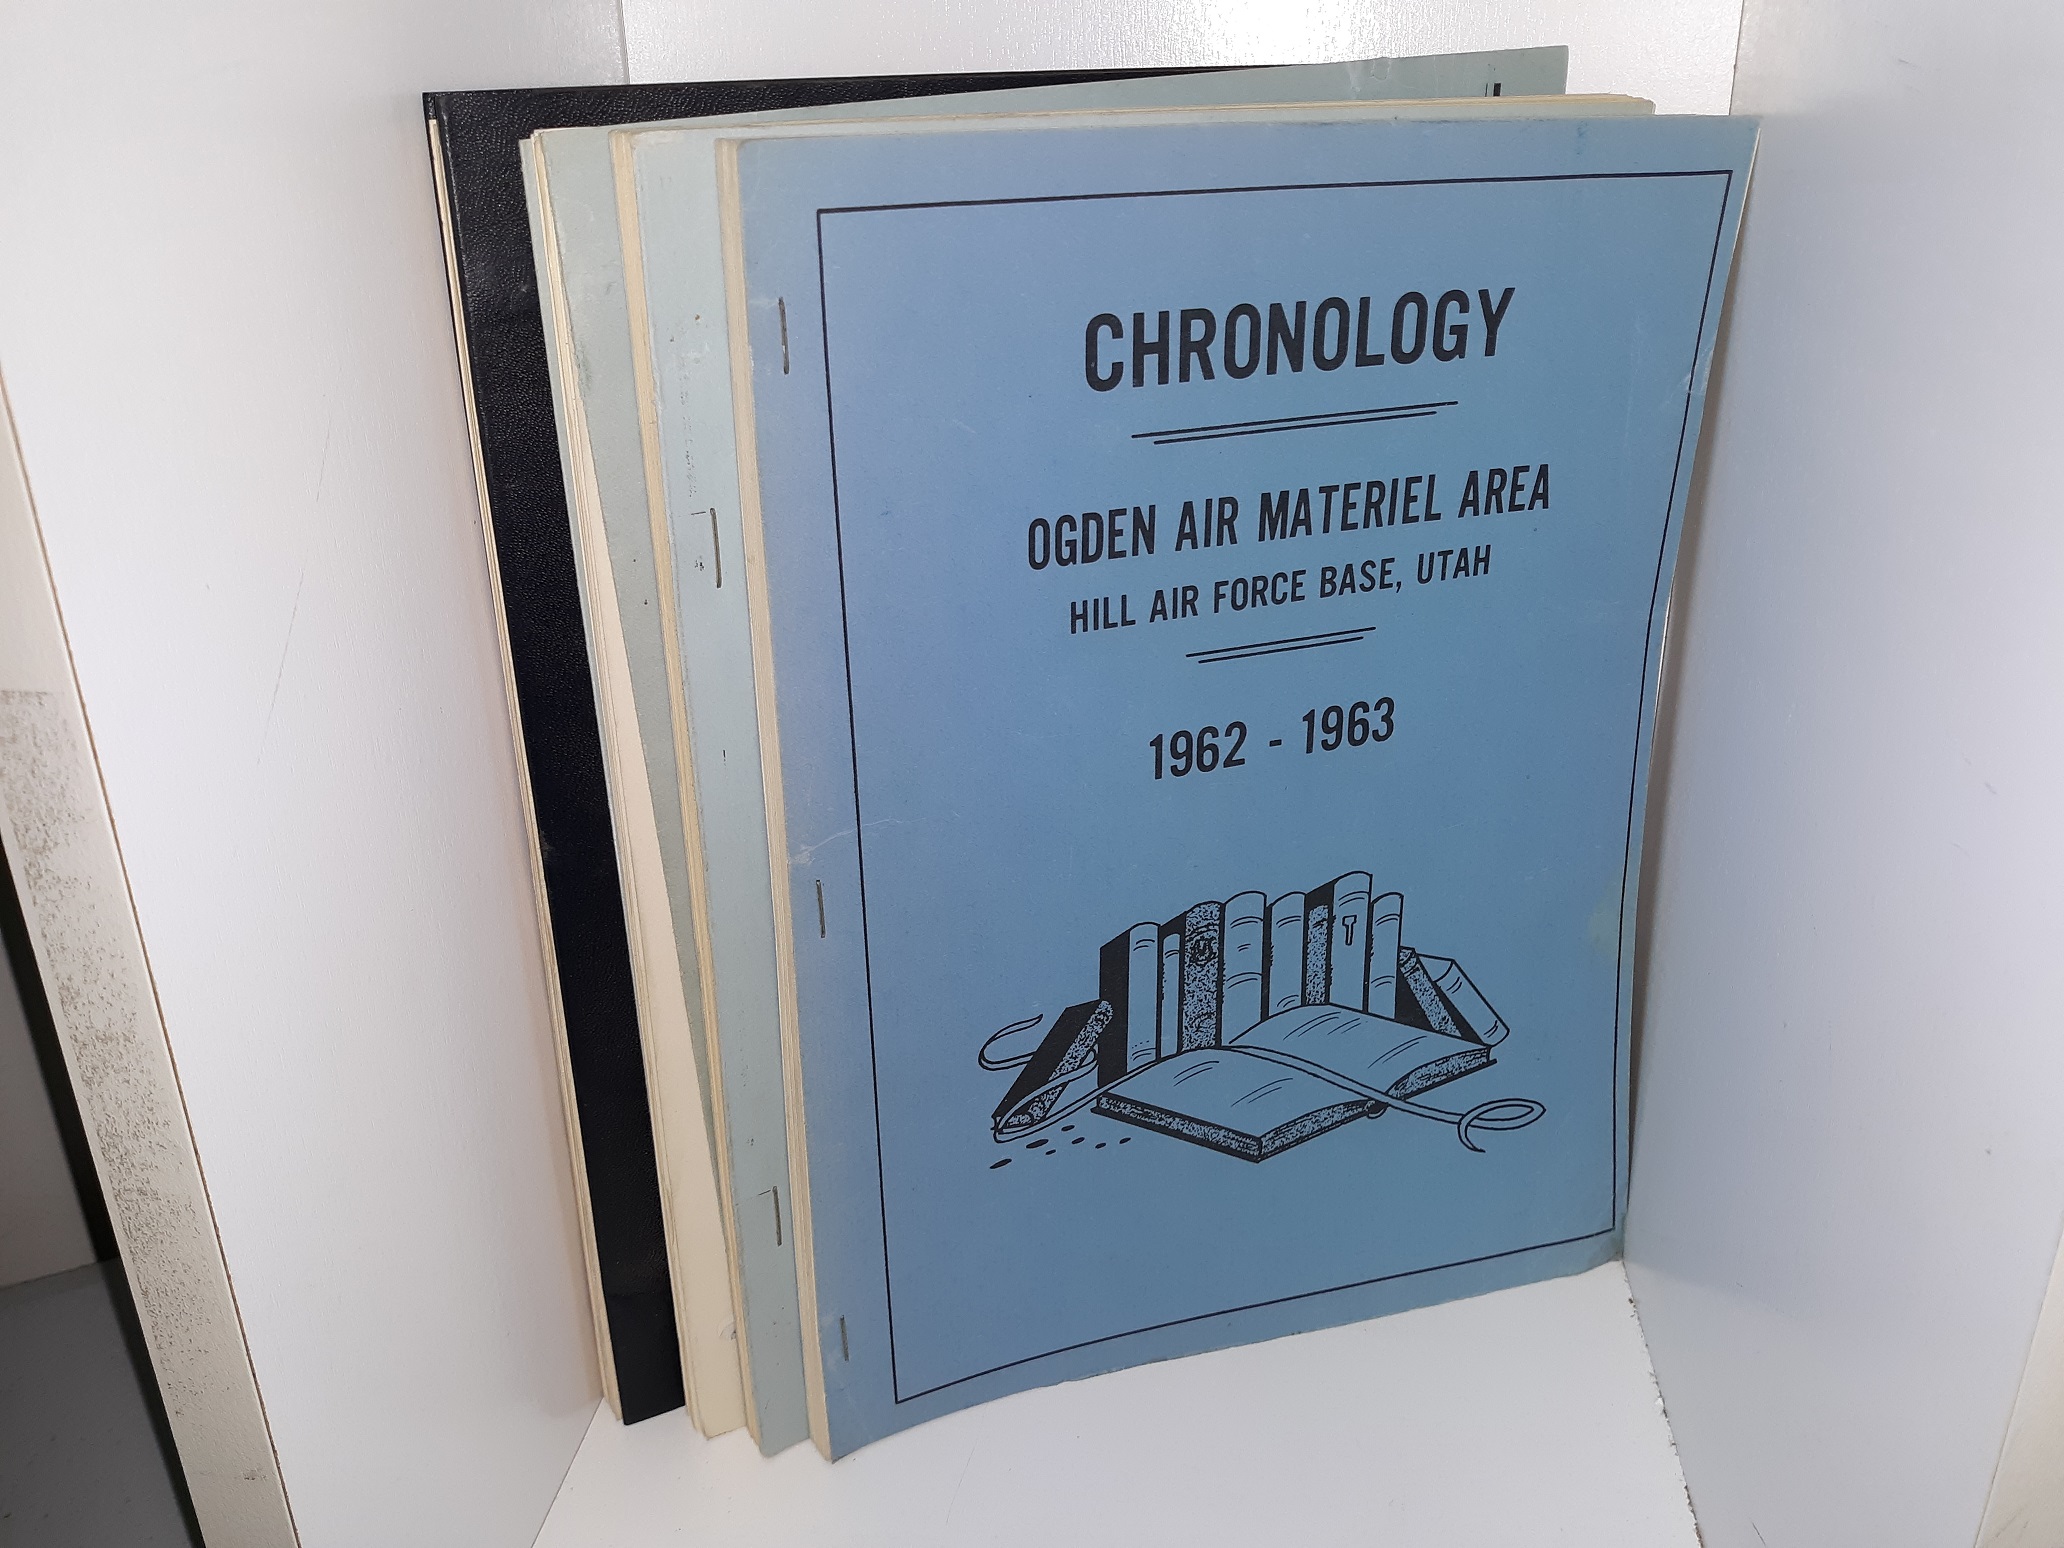 CHRONOLOGY
OGDEN AIR MATERIEL AREA
HILL AIR FORCE BASE, UTAH
1962 - 1963